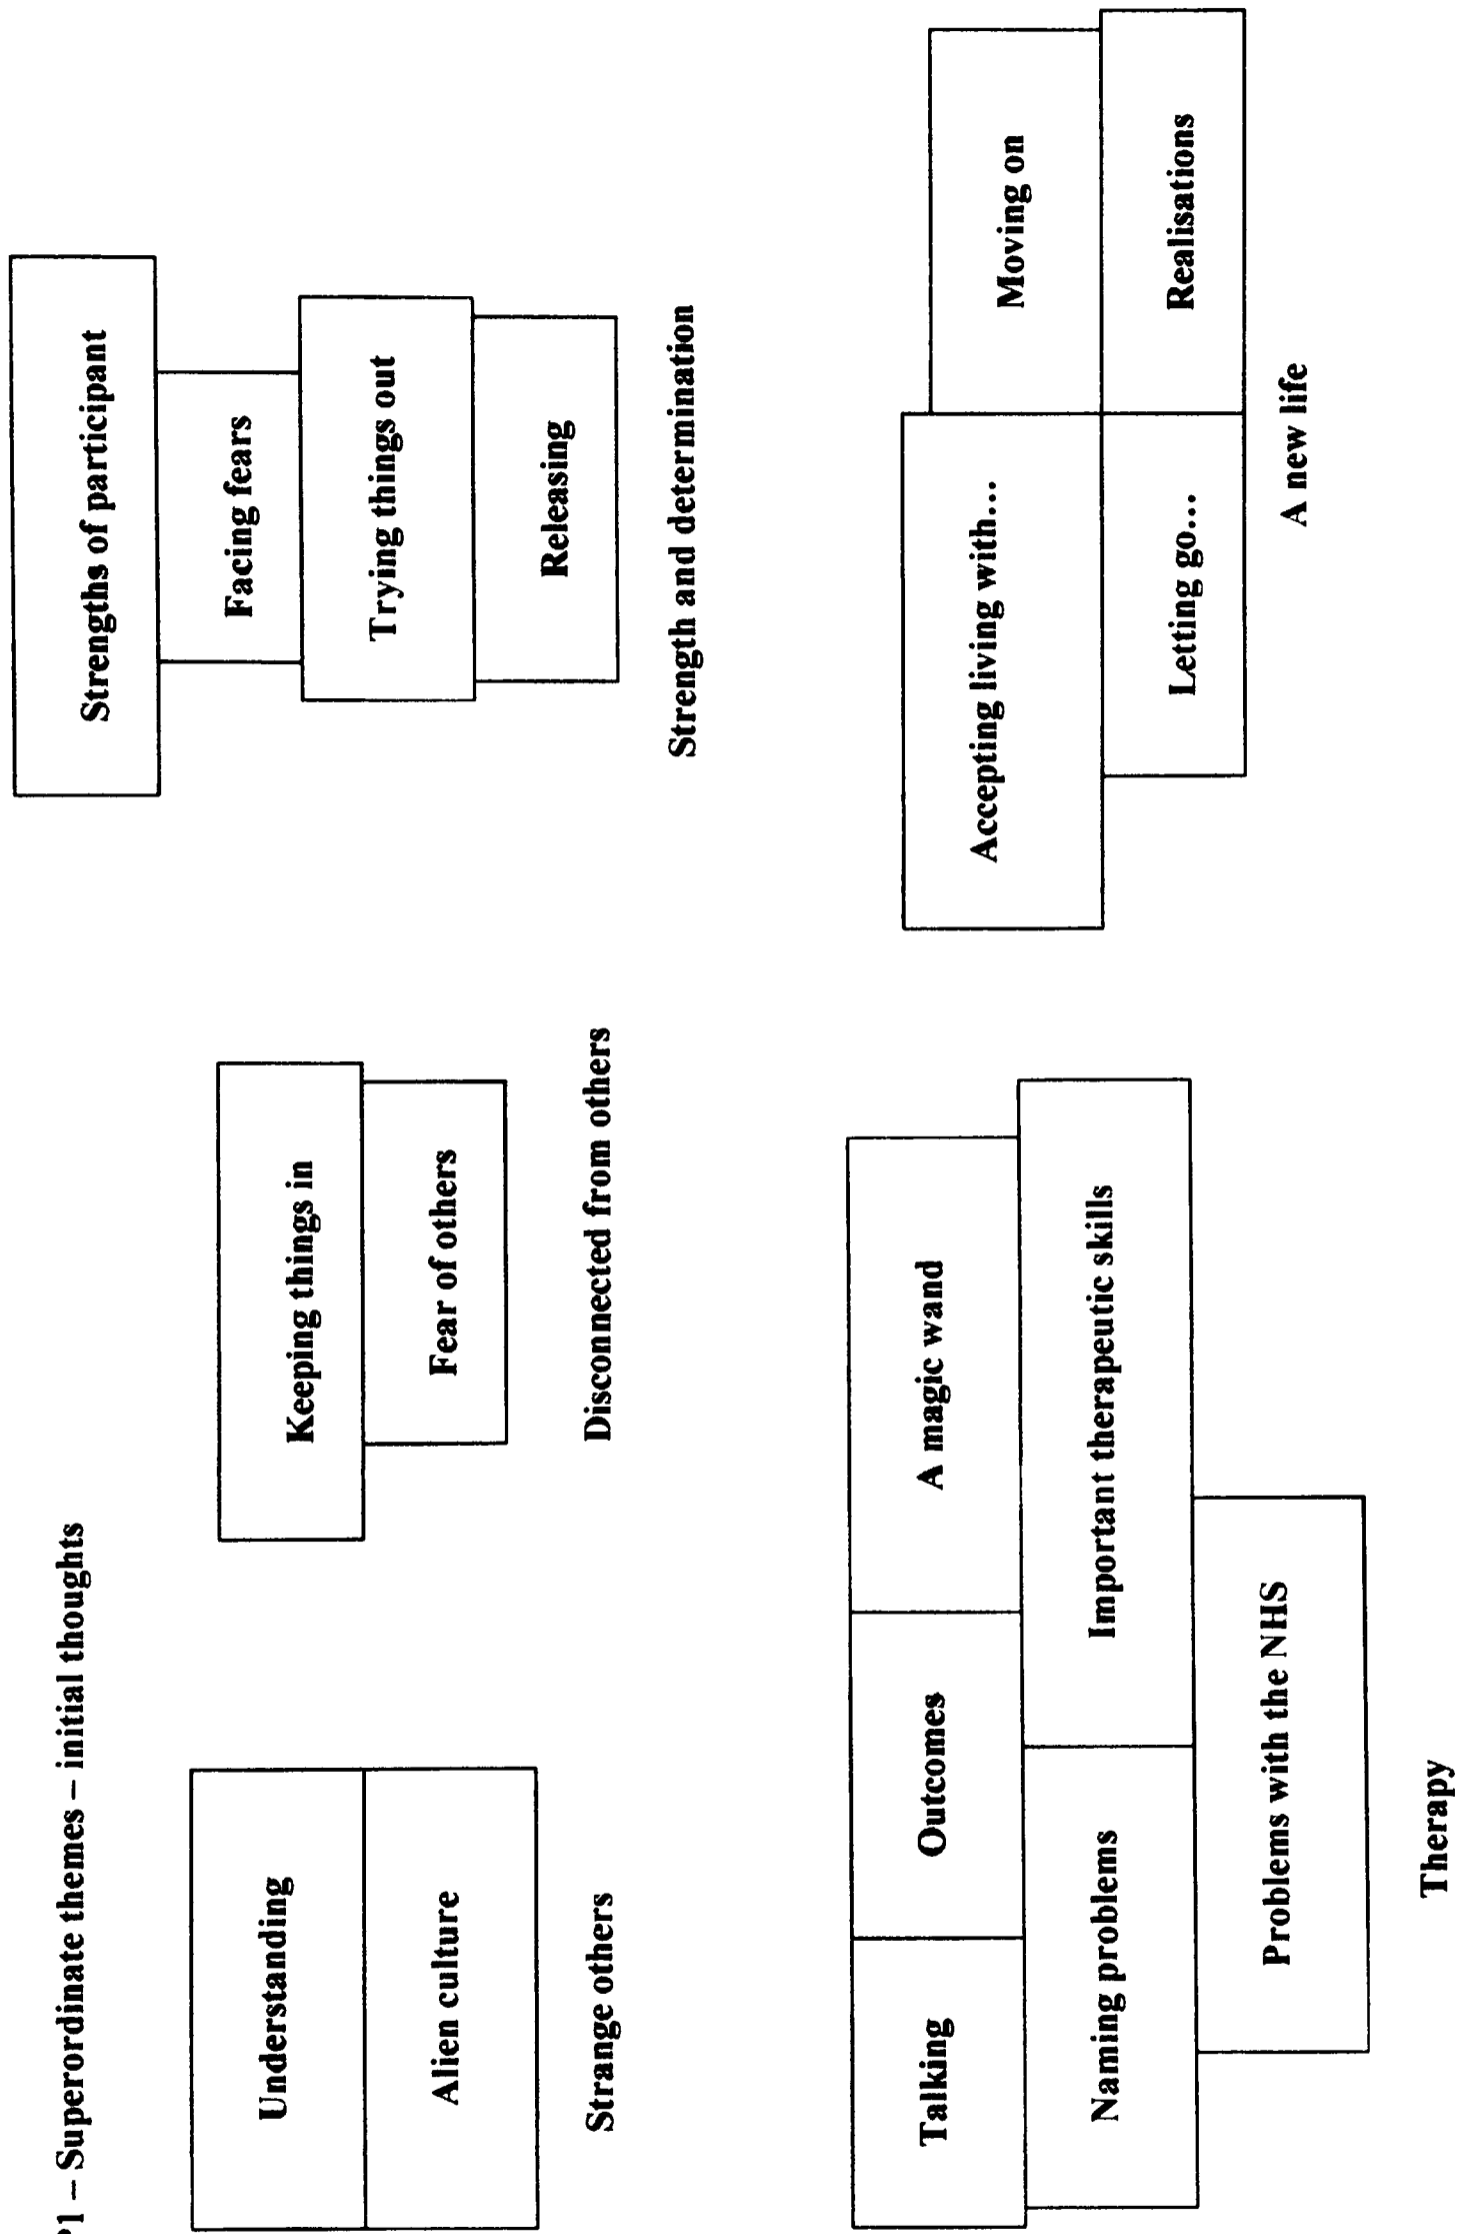 P1 – Superordinate themes – initial thoughts
Understanding
Alien culture
Strange others
Keeping things in
Fear of others
Disconnected from others
Strengths of participant
Facing fears
Trying things out
Releasing
Strength and determination
Talking
Outcomes
A magic wand
Naming problems
Important therapeutic skills
Problems with the NHS
Therapy
Accepting living with...
Moving on
Letting go...
Realisations
A new life